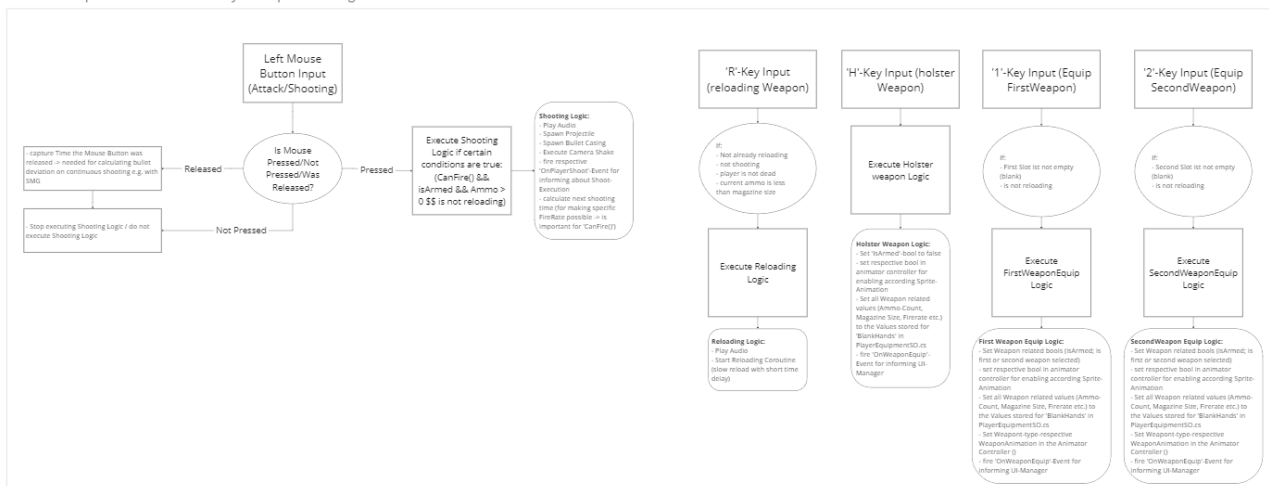 Left Mouse
Button Input
(Attack/Shooting)
Is Mouse
Pressed/Not
Pressed/Was
Released?
Released
Pressed
Not Pressed
- capture Time the Mouse Button was
released -> needed for calculating bullet
deviation on continuous shooting e.g. with
SMG
- Stop executing Shooting Logic / do not
execute Shooting Logic
Execute Shooting
Logic if certain
conditions are true:
(CanFire() &&
isArmed && Ammo >
0 $$ is not reloading)
Shooting Logic:
- Play Audio
- Spawn Projectile
- Spawn Bullet Casing
- Execute Camera Shake
- fire respective
'OnPlayerShoot'-Event for
informing about Shoot-
Execution
- calculate next shooting
time (for making specific
FireRate possible -> is
important for 'CanFire()')
'R'-Key Input
(reloading Weapon)
If:
- Not already reloading
- not shooting
- player is not dead
- current ammo is less
than magazine size
Execute Reloading
Logic
Reloading Logic:
- Play Audio
- Start Reloading Coroutine
(slow reload with short time
delay)
'H'-Key Input (holster
Weapon)
Execute Holster
weapon Logic
Holster Weapon Logic:
- Set 'IsArmed'-bool to false
- set respective bool in
animator controller for
enabling according Sprite-
Animation
- Set all Weapon related
values (Ammo-Count,
Magazine Size, Firerate etc.)
to the Values stored for
'BlankHands' in
PlayerEquipmentSO.cs
- fire 'OnWeaponEquip'-
Event for informing UI-
Manager
'1'-Key Input (Equip
FirstWeapon)
If:
- First Slot ist not empty
(blank)
- is not reloading
Execute
FirstWeaponEquip
Logic
First Weapon Equip Logic:
- Set Weapon related bools (isArmed; is
first or second weapon selected)
- set respective bool in animator
controller for enabling according Sprite-
Animation
- Set all Weapon related values (Ammo-
Count, Magazine Size, Firerate etc.) to
the Values stored for 'BlankHands' in
PlayerEquipmentSO.cs
- Set Weapont-type-respective
WeaponAnimation in the Animator
Controller ()
- fire 'OnWeaponEquip'-Event for
informing UI-Manager
'2'-Key Input (Equip
SecondWeapon)
If:
- Second Slot ist not empty
(blank)
- is not reloading
Execute
SecondWeaponEquip
Logic
SecondWeapon Equip Logic:
- Set Weapon related bools (isArmed; is
first or second weapon selected)
- set respective bool in animator
controller for enabling according Sprite-
Animation
- Set all Weapon related values (Ammo-
Count, Magazine Size, Firerate etc.) to
the Values stored for 'BlankHands' in
PlayerEquipmentSO.cs
- Set Weapont-type-respective
WeaponAnimation in the Animator
Controller ()
- fire 'OnWeaponEquip'-Event for
informing UI-Manager